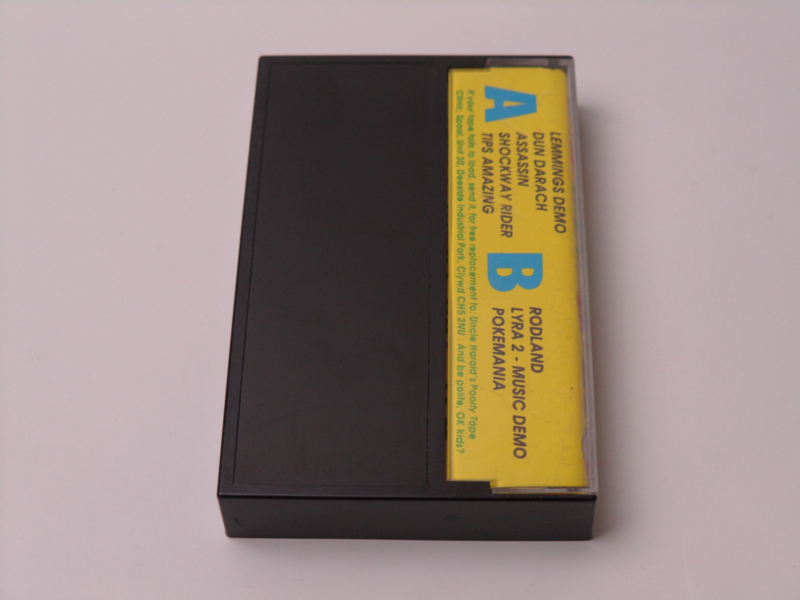 A
LEMMINGS DEMO
DUN DARACH
ASSASSIN
SHOCKWAY RIDER
TIPS AMAZING
B
RODLAND
LYRA 2 - MUSIC DEMO
POKEMANIA
If your tape fails to load, send it, for free replacement to: Uncle Harold's Poorly Tape
Clinic, Spool, Unit 30, Deeside Industrial Park, Clywd CH5 2NU. And be polite, OK kids?